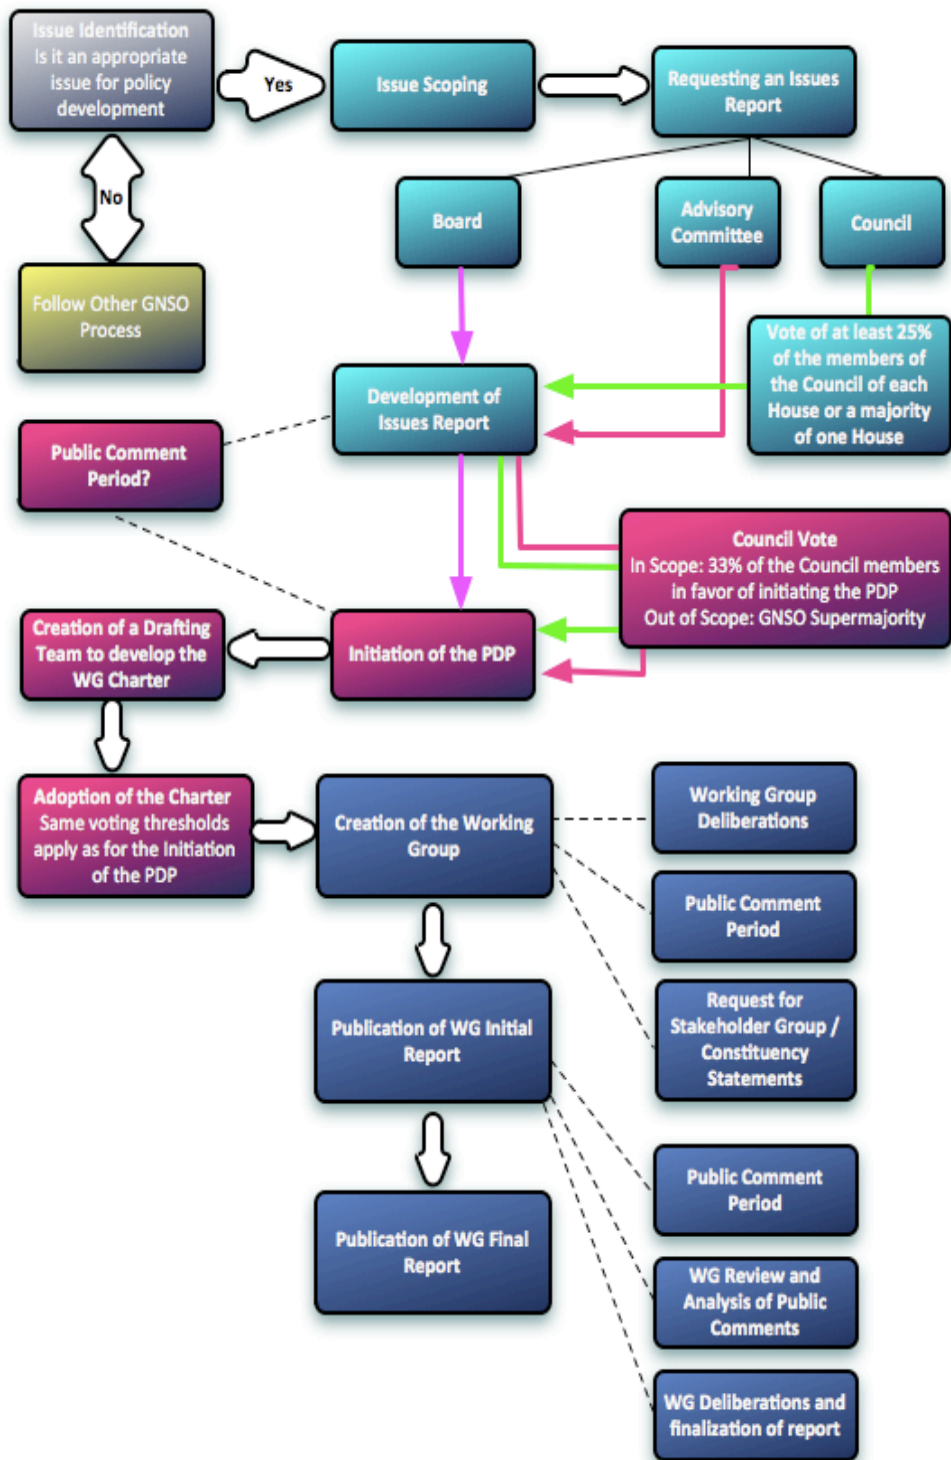 Issue Identification
Is it an appropriate
issue for policy
development
Yes
Issue Scoping
Requesting an Issues
Report
No
Board
Advisory
Committee
Council
Follow Other GNSO
Process
Vote of at least 25%
of the members of
the Council of each
House or a majority
of one House
Development of
Issues Report
Public Comment
Period?
Council Vote
In Scope: 33% of the Council members
in favor of initiating the PDP
Out of Scope: GNSO Supermajority
Creation of a Drafting
Team to develop the
WG Charter
Initiation of the PDP
Adoption of the Charter
Same voting thresholds
apply as for the Initiation
of the PDP
Creation of the Working
Group
Working Group
Deliberations
Public Comment
Period
Request for
Stakeholder Group /
Constituency
Statements
Publication of WG Initial
Report
Public Comment
Period
Publication of WG Final
Report
WG Review and
Analysis of Public
Comments
WG Deliberations and
finalization of report